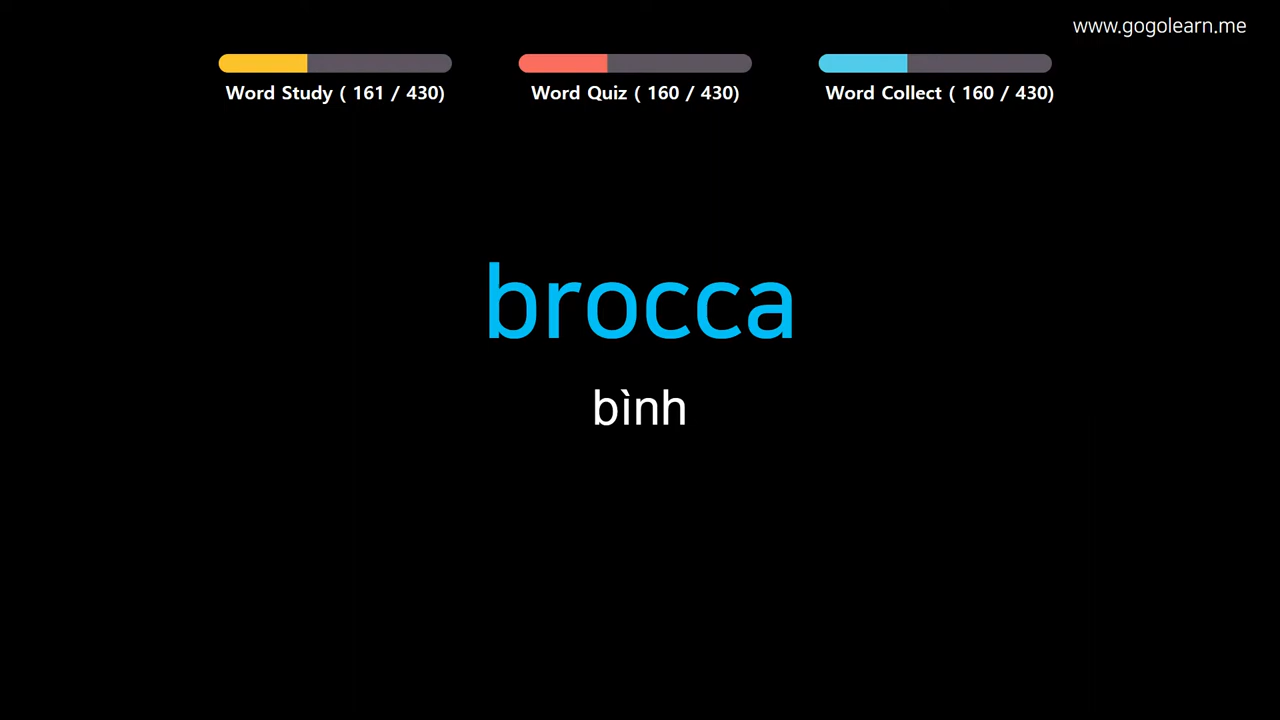 www.gogolearn.me
Word Study ( 161 / 430)
Word Quiz ( 160 / 430)
Word Collect ( 160 / 430)
brocca
bình